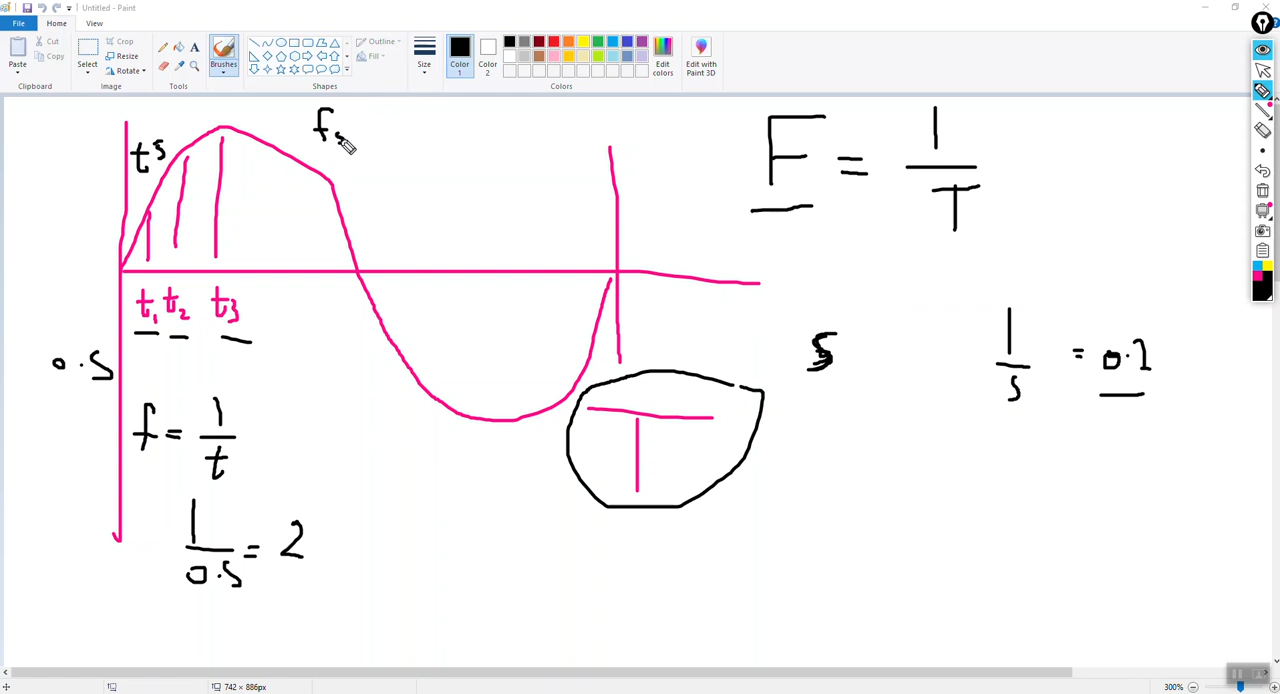 Untitled - Paint
File Home View
Paste
Cut
Copy
Clipboard
Select
Crop
Resize
Rotate
Image
A
Tools
Brushes
Outline
Fill
Shapes
Size
Color 1
Color 2
Edit colors
Colors
Edit with Paint 3D
fs
ts
F = 1/T
t1 t2 t3
0.5
5
1/5 = 0.2
f = 1/t
T
1/0.5 = 2
742 × 886px
300%